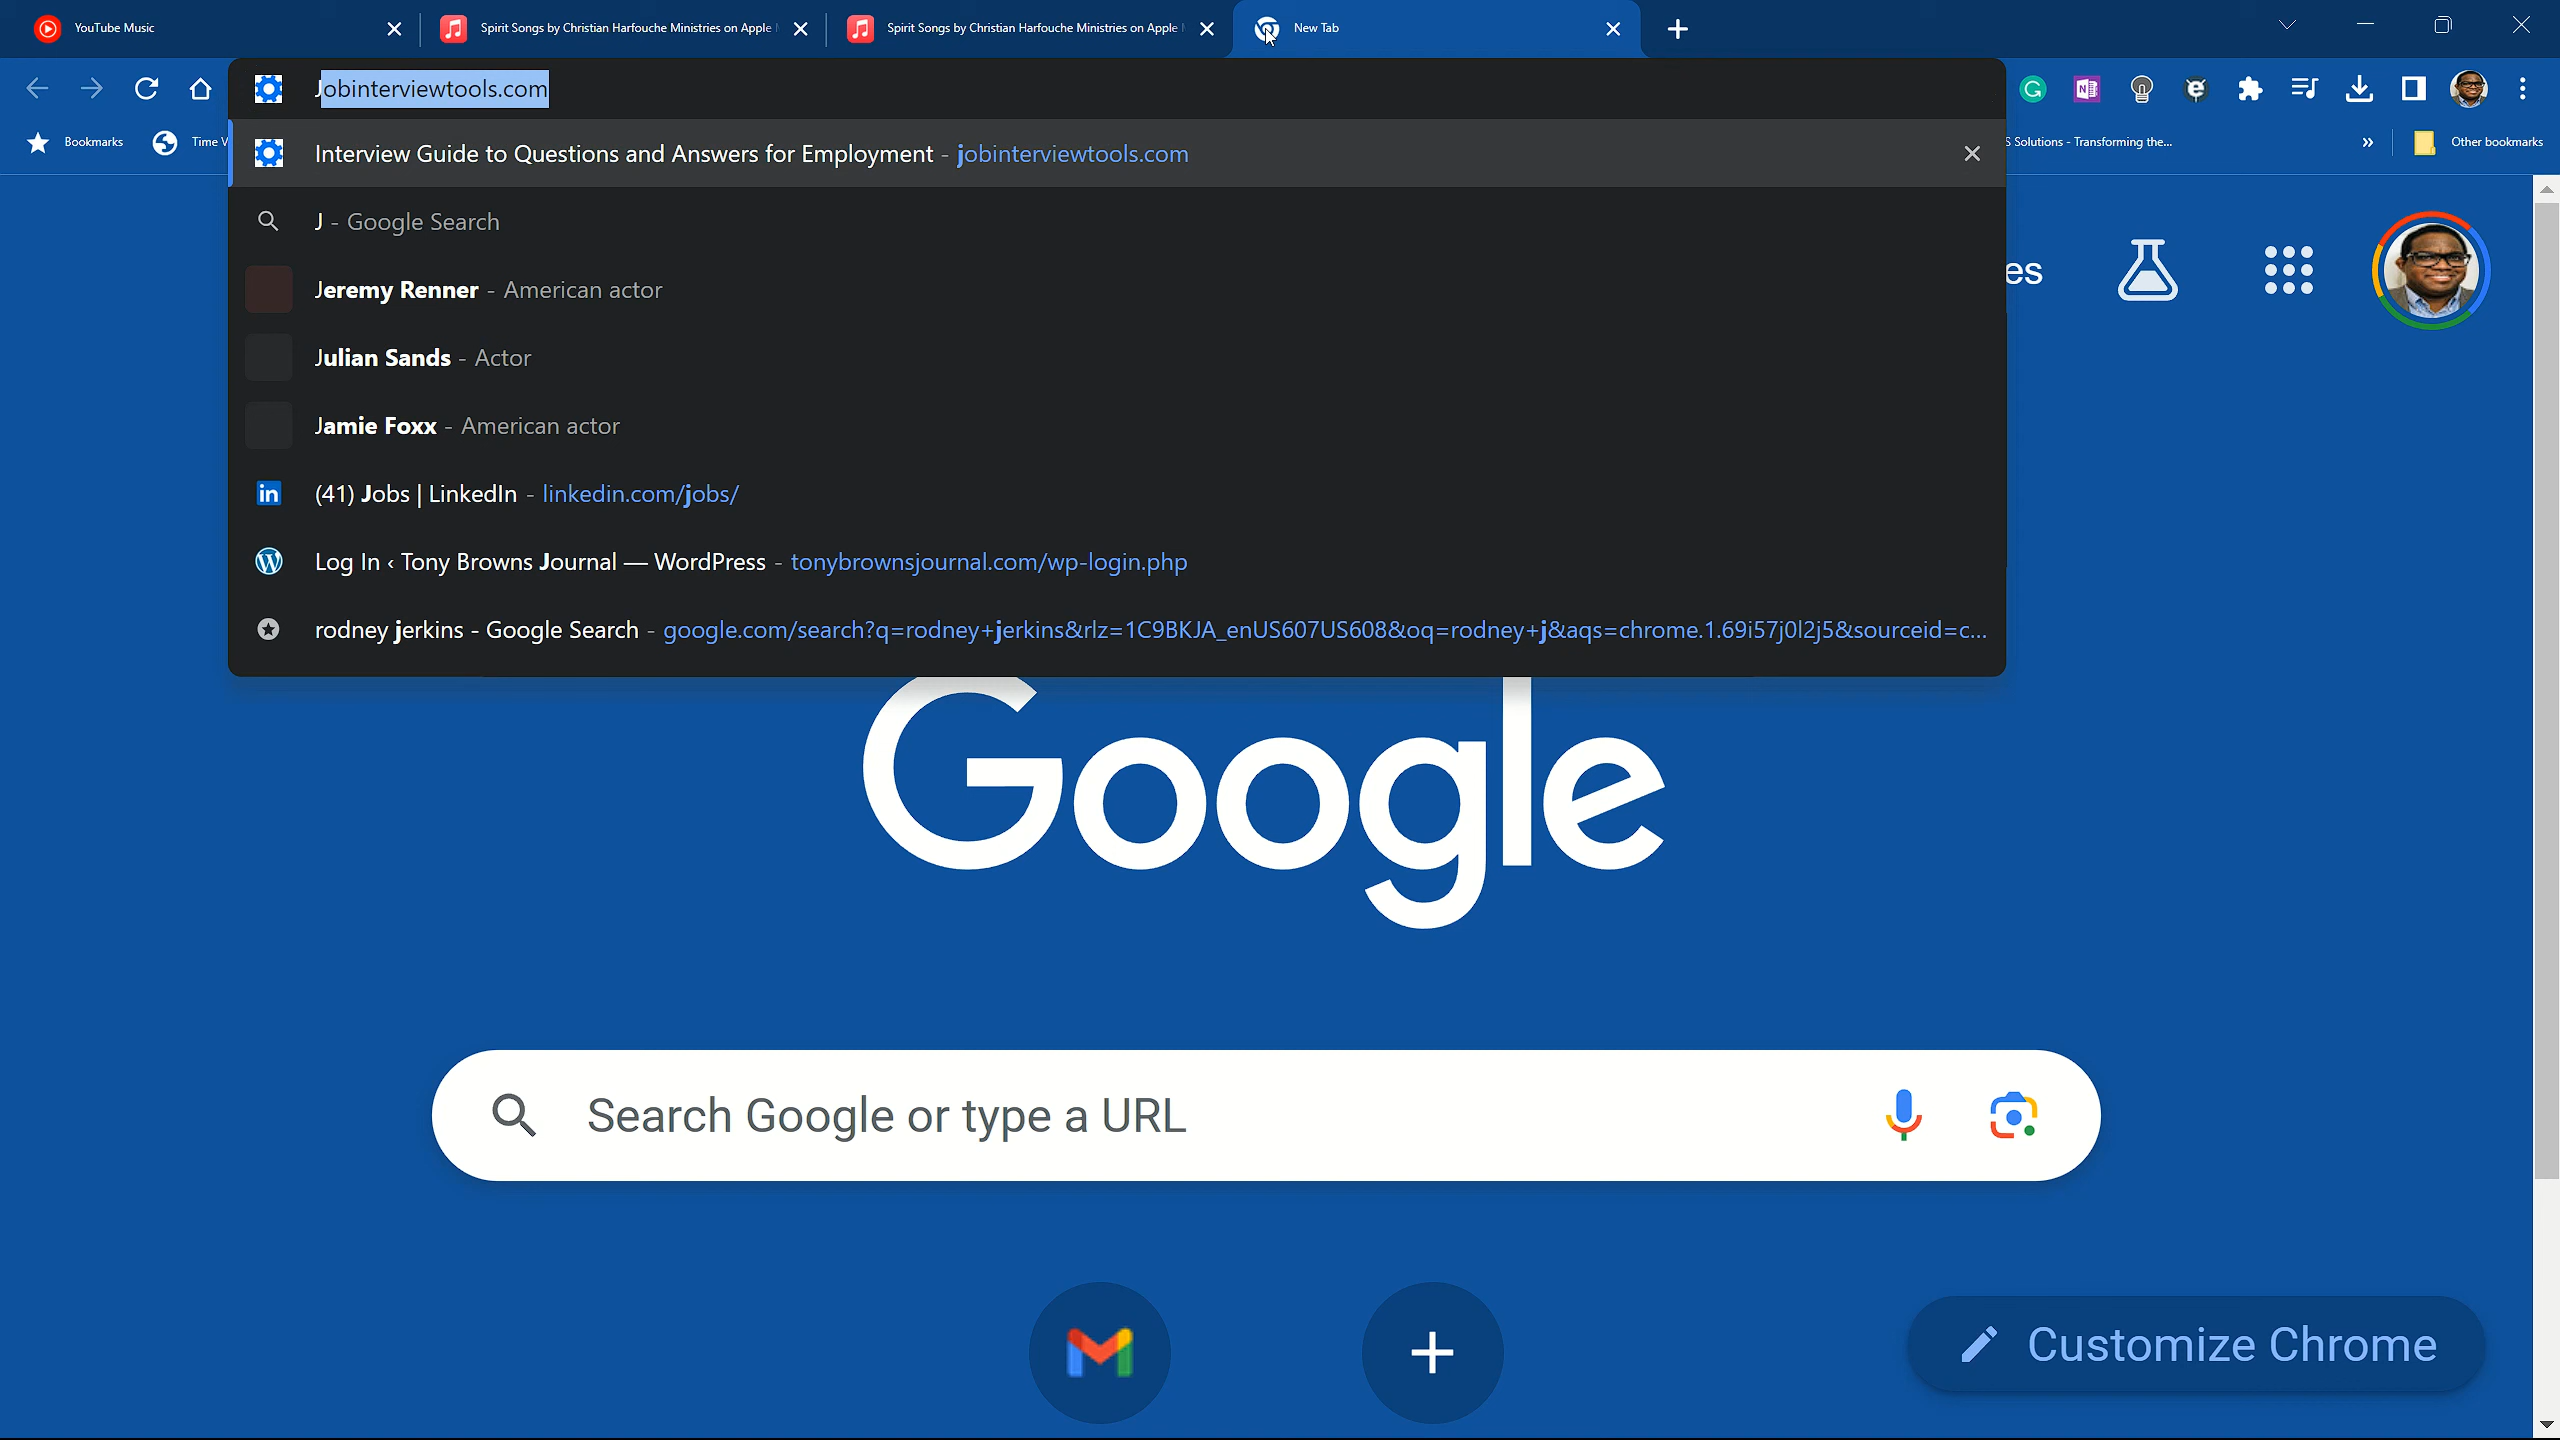 YouTube Music
Spirit Songs by Christian Harfouche Ministries on Apple
Spirit Songs by Christian Harfouche Ministries on Apple
New Tab
Jobinterviewtools.com
Bookmarks
Time
Interview Guide to Questions and Answers for Employment - jobinterviewtools.com
S Solutions - Transforming the...
»
Other bookmarks
J - Google Search
es
Jeremy Renner - American actor
Julian Sands - Actor
Jamie Foxx - American actor
in (41) Jobs | LinkedIn - linkedin.com/jobs/
Log In ‹ Tony Browns Journal — WordPress - tonybrownsjournal.com/wp-login.php
rodney jerkins - Google Search - google.com/search?q=rodney+jerkins&rlz=1C9BKJA_enUS607US608&oq=rodney+j&aqs=chrome.1.69i57j0l2j5&sourceid=c...
Google
Search Google or type a URL
Customize Chrome